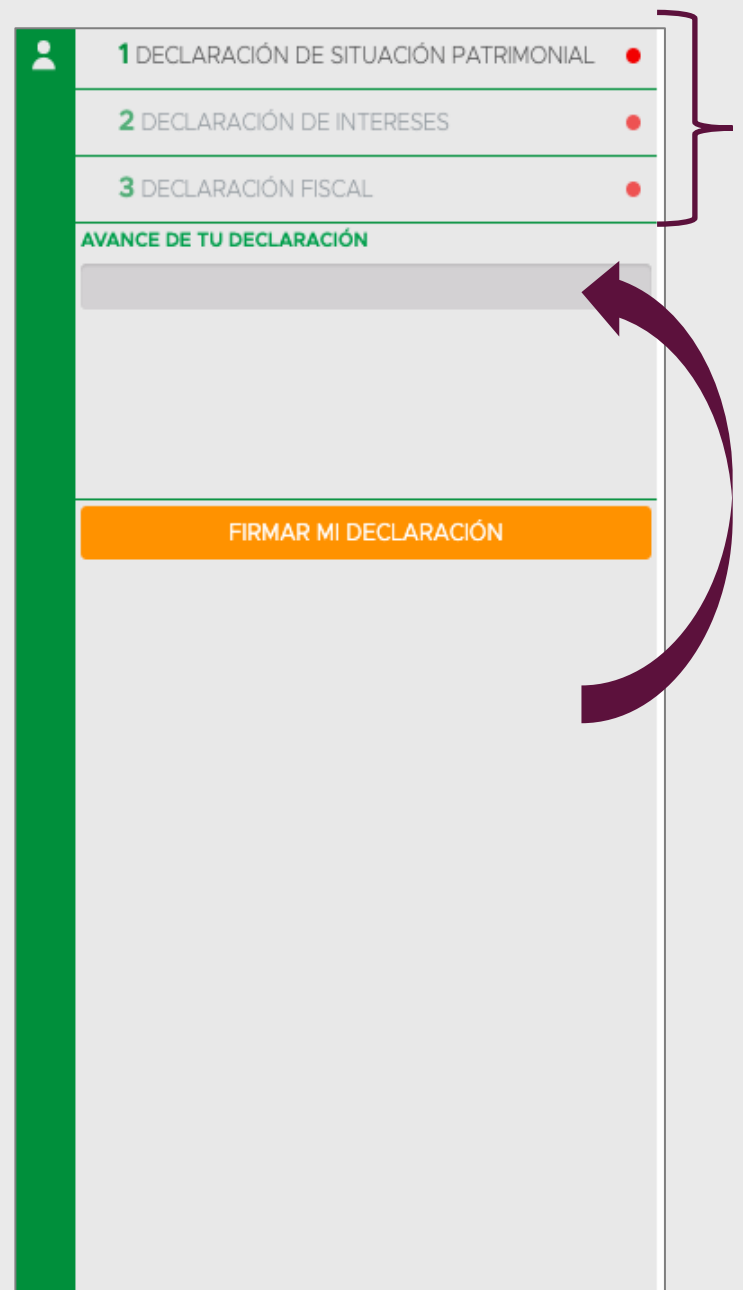 1 DECLARACIÓN DE SITUACIÓN PATRIMONIAL
2 DECLARACIÓN DE INTERESES
3 DECLARACIÓN FISCAL
AVANCE DE TU DECLARACIÓN
FIRMAR MI DECLARACIÓN